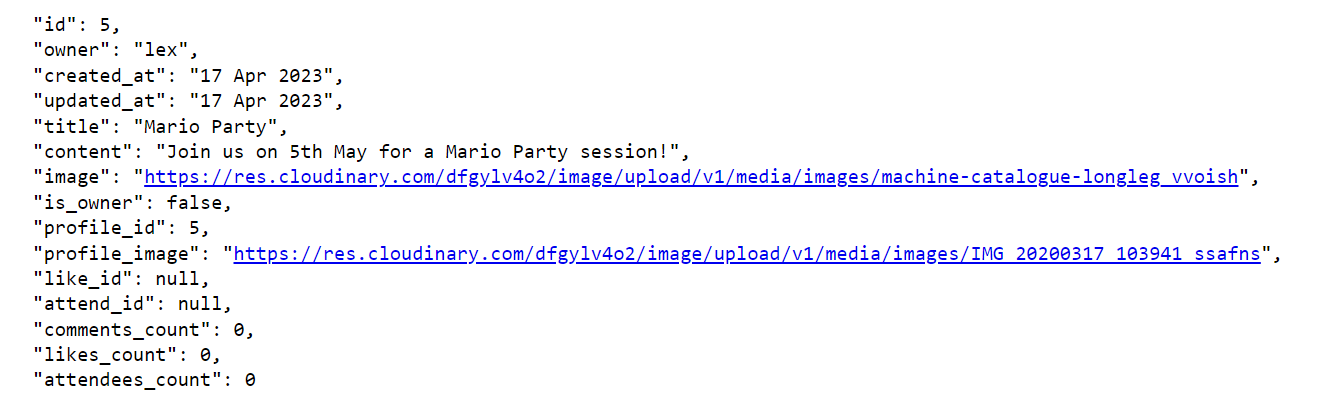 "id": 5,
"owner": "lex",
"created_at": "17 Apr 2023",
"updated_at": "17 Apr 2023",
"title": "Mario Party",
"content": "Join us on 5th May for a Mario Party session!",
"image": "https://res.cloudinary.com/dfgylv4o2/image/upload/v1/media/images/machine-catalogue-longleg_vvoish",
"is_owner": false,
"profile_id": 5,
"profile_image": "https://res.cloudinary.com/dfgylv4o2/image/upload/v1/media/images/IMG_20200317_103941_ssafns",
"like_id": null,
"attend_id": null,
"comments_count": 0,
"likes_count": 0,
"attendees_count": 0